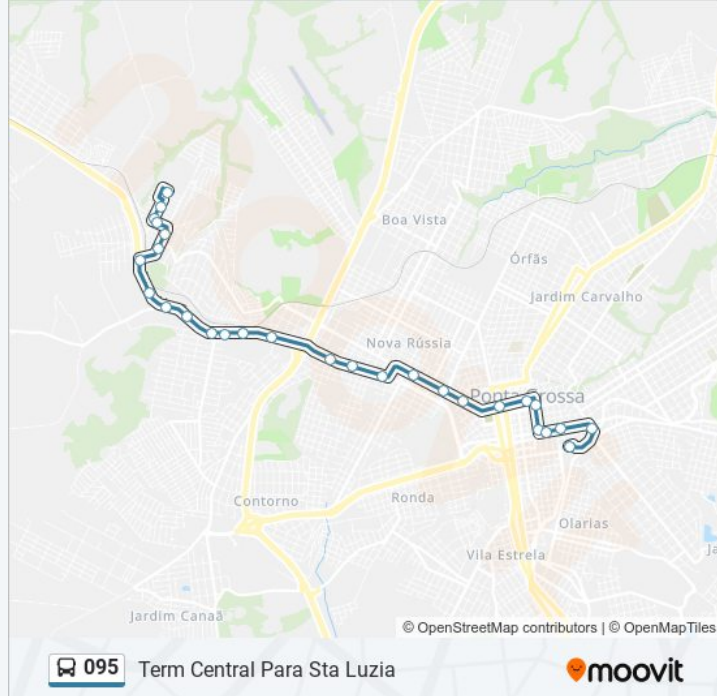 Boa Vista
Órfãs
Jardim Carvalho
Nova Rússia
Ponta Grossa
Contorno
Ronda
Olarias
Vila Estrela
Ja
Jardim Canaã
© OpenStreetMap contributors | © OpenMapTiles
095 Term Central Para Sta Luzia
moovit